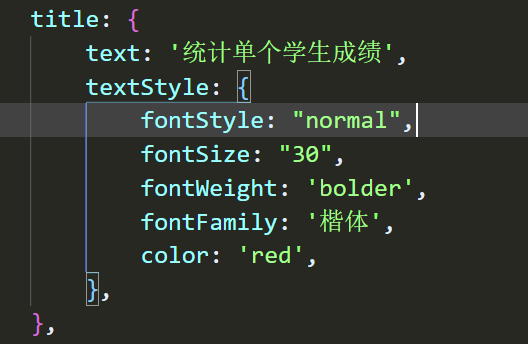 title: {
text: '统计单个学生成绩',
textStyle: {
fontStyle: "normal",
fontSize: "30",
fontWeight: 'bolder',
fontFamily: '楷体',
color: 'red',
},
},